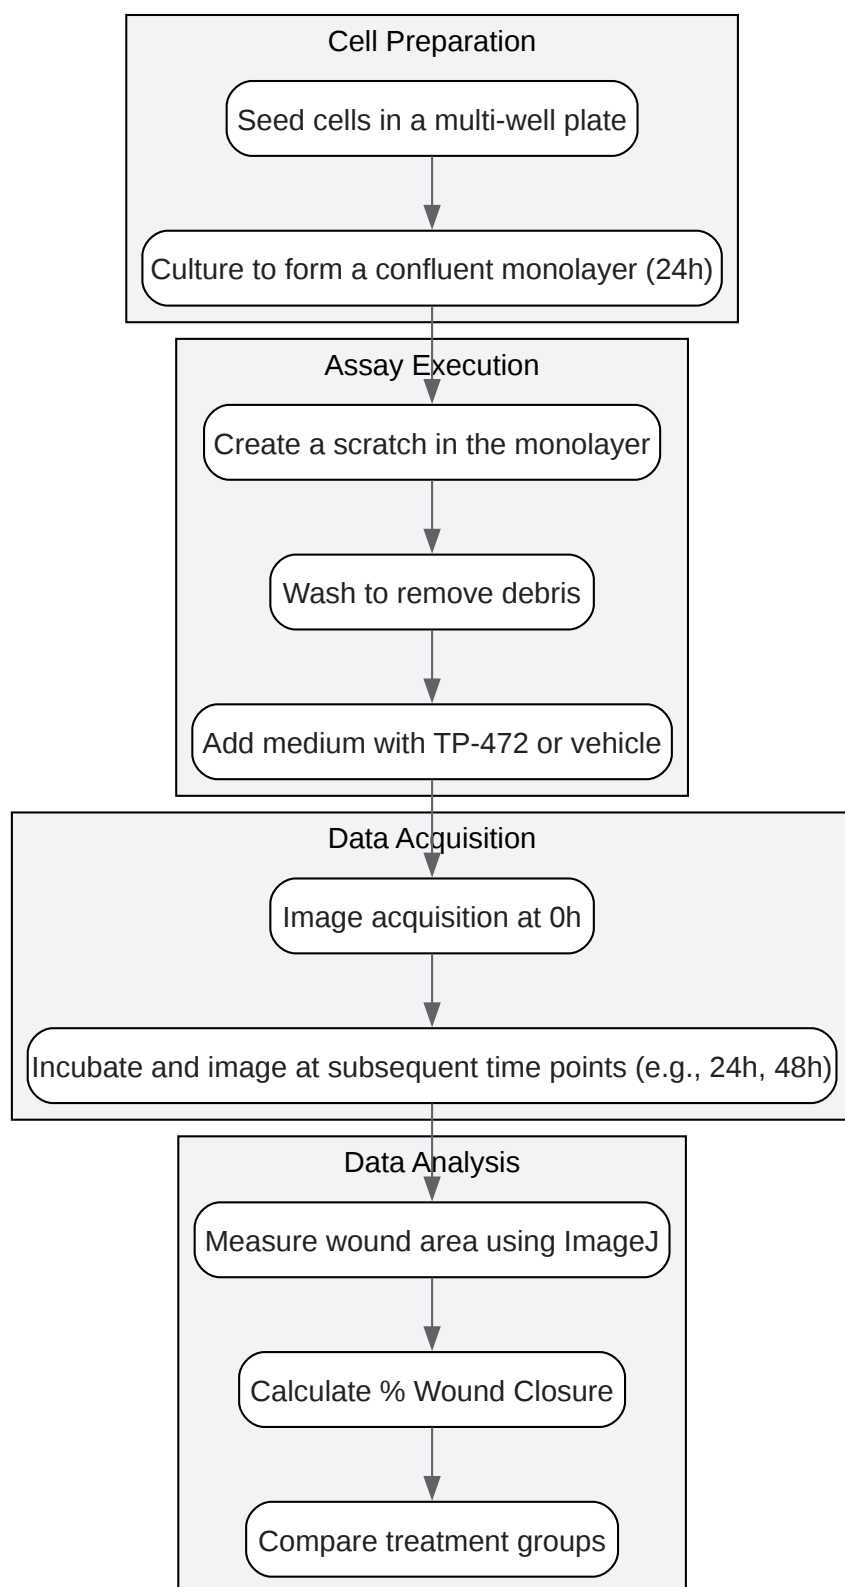 Cell Preparation
Seed cells in a multi-well plate
Culture to form a confluent monolayer (24h)
Assay Execution
Create a scratch in the monolayer
Wash to remove debris
Add medium with TP-472 or vehicle
Data Acquisition
Image acquisition at 0h
Incubate and image at subsequent time points (e.g., 24h, 48h)
Data Analysis
Measure wound area using ImageJ
Calculate % Wound Closure
Compare treatment groups